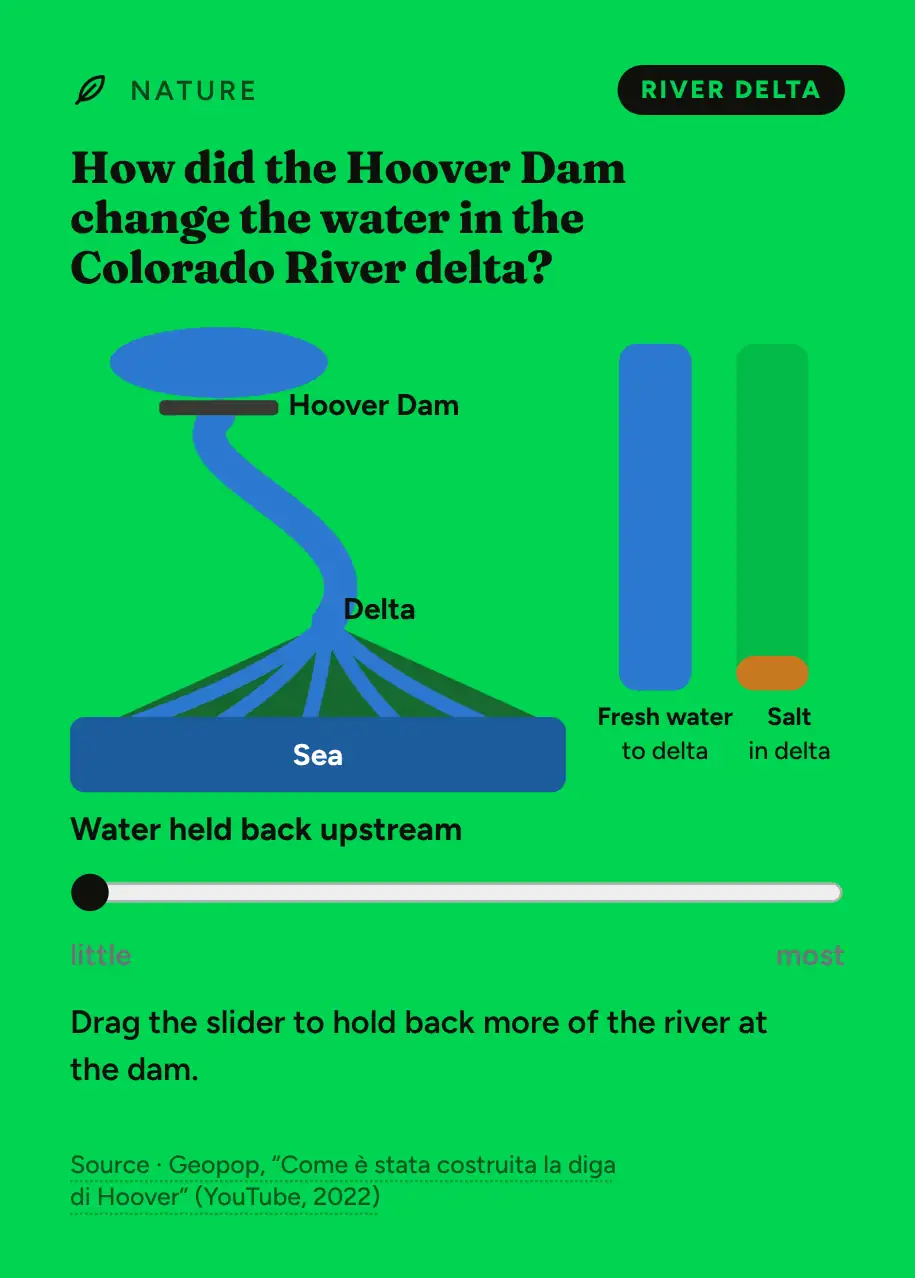 NATURE
RIVER DELTA
How did the Hoover Dam
change the water in the
Colorado River delta?
Hoover Dam
Delta
Sea
Fresh water
to delta
Salt
in delta
Water held back upstream
little
most
Drag the slider to hold back more of the river at
the dam.
Source · Geopop, “Come è stata costruita la diga
di Hoover” (YouTube, 2022)